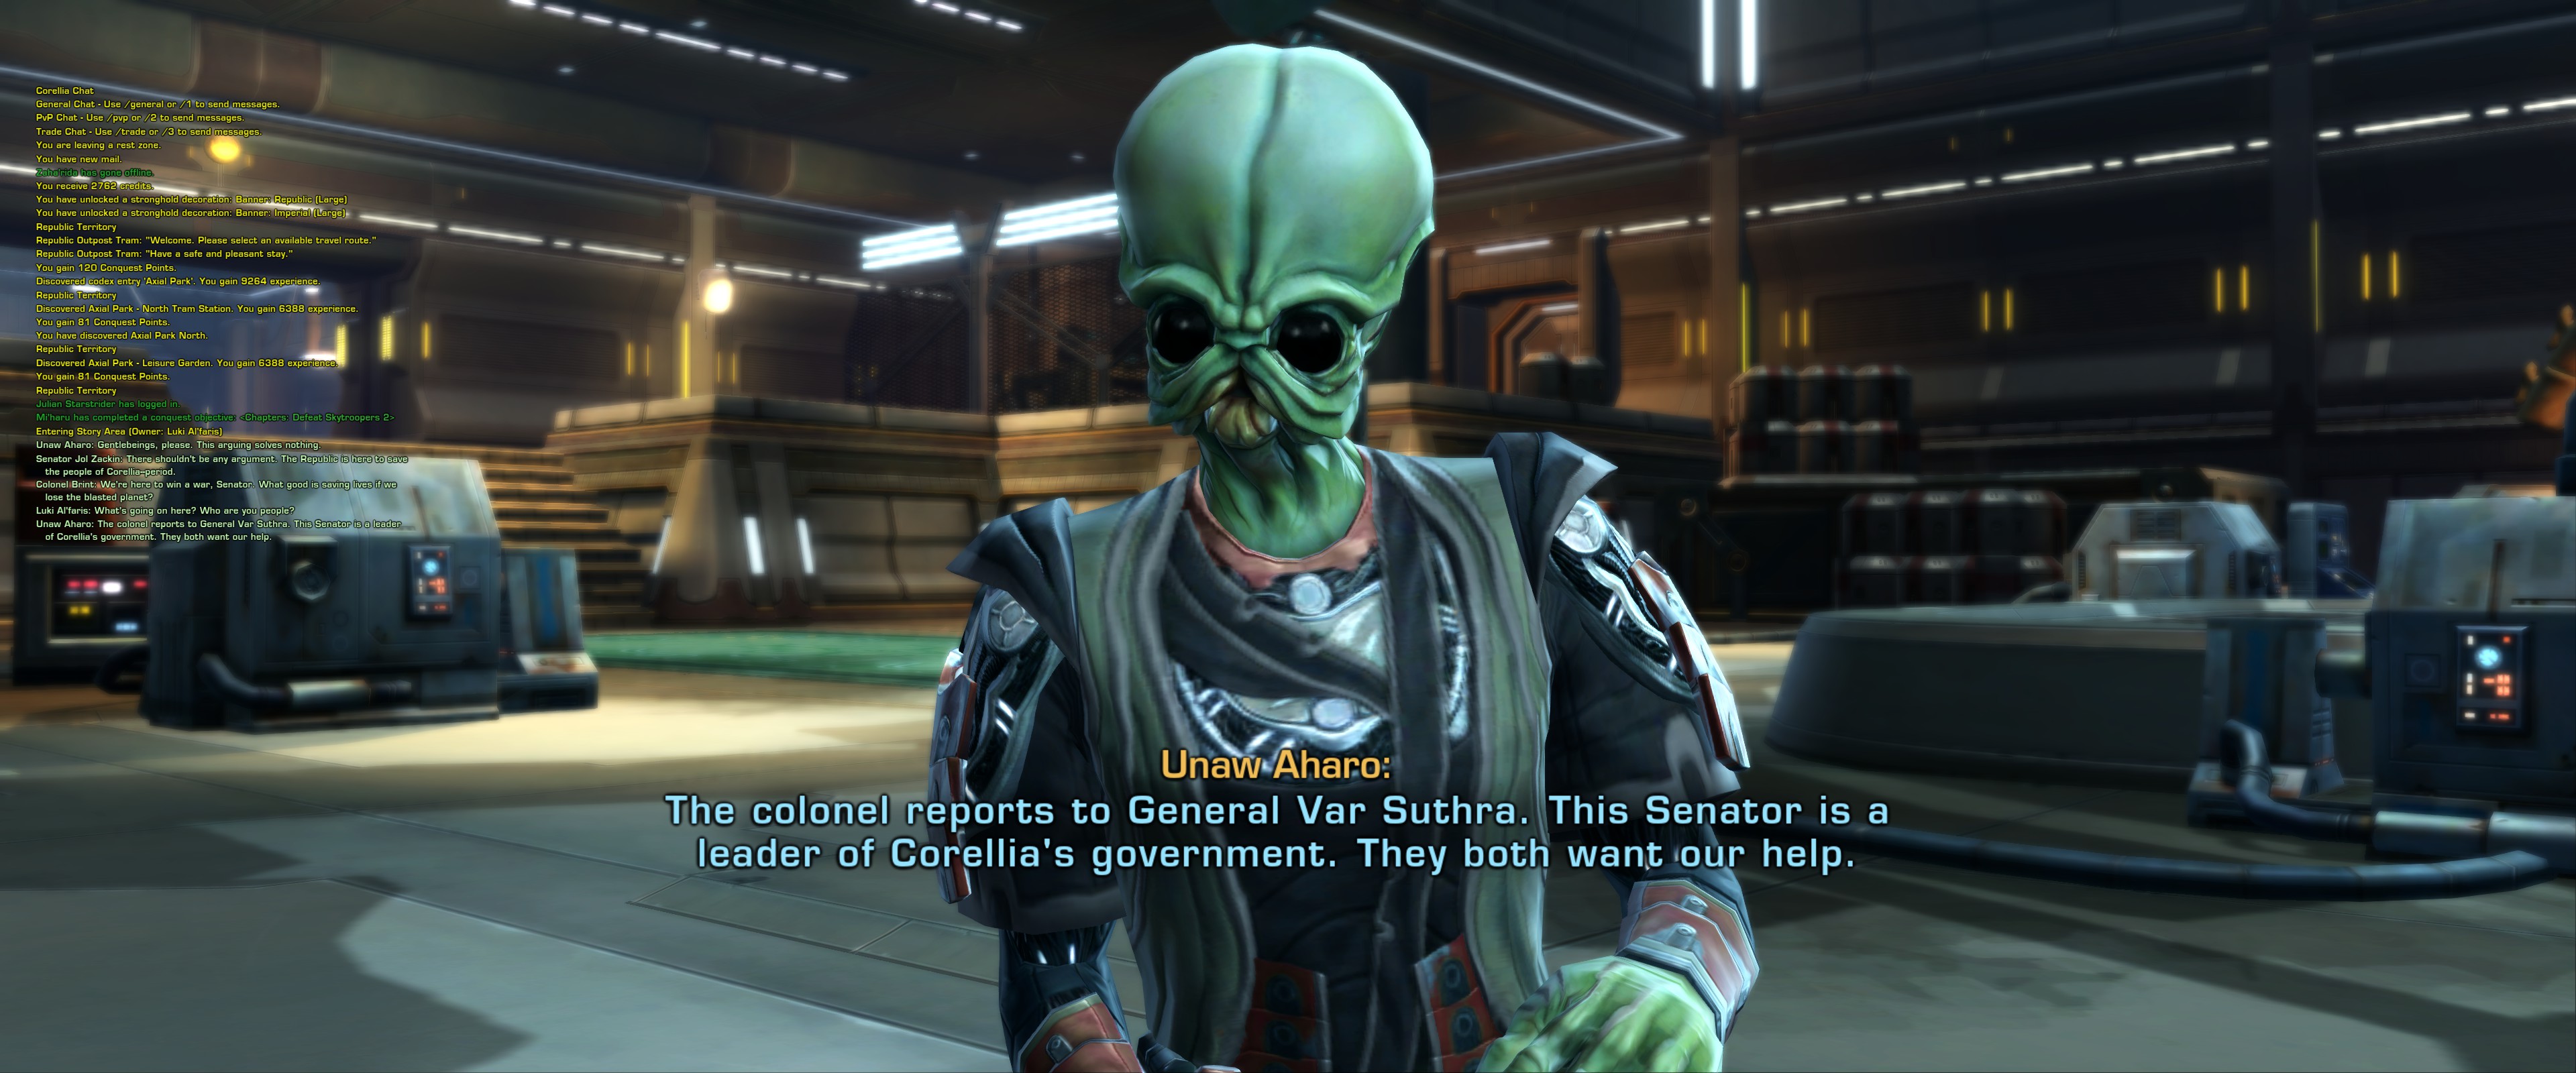 Corellia Chat
General Chat - Use /general or /1 to send messages.
PvP Chat - Use /pvp or /2 to send messages.
Trade Chat - Use /trade or /3 to send messages.
You are leaving a rest zone.
You have new mail.
has gone offline.
You receive 2762 credits.
You have unlocked a stronghold decoration: Banner: Republic (Large)
You have unlocked a stronghold decoration: Banner: Imperial (Large)
Republic Territory
Republic Outpost Tram: "Welcome. Please select an available travel route."
Republic Outpost Tram: "Have a safe and pleasant stay."
You gain 120 Conquest Points.
Discovered codex entry 'Axial Park'. You gain 9264 experience.
Republic Territory
Discovered Axial Park - North Tram Station. You gain 6388 experience.
You gain 81 Conquest Points.
You have discovered Axial Park North.
Republic Territory
Discovered Axial Park - Leisure Garden. You gain 6388 experience.
You gain 81 Conquest Points.
Republic Territory
Julian Starstrider has logged in.
Mi'haru has completed a conquest objective: <Chapters: Defeat Skytroopers 2>
Entering Story Area (Owner: Luki Al'faris)
Unaw Aharo: Gentlebeings, please. This arguing solves nothing.
Senator Jol Zackin: There shouldn't be any argument. The Republic is here to save
the people of Corellia–period.
Colonel Brint: We're here to win a war, Senator. What good is saving lives if we
lose the blasted planet?
Luki Al'faris: What's going on here? Who are you people?
Unaw Aharo: The colonel reports to General Var Suthra. This Senator is a leader
of Corellia's government. They both want our help.
Unaw Aharo:
The colonel reports to General Var Suthra. This Senator is a
leader of Corellia's government. They both want our help.